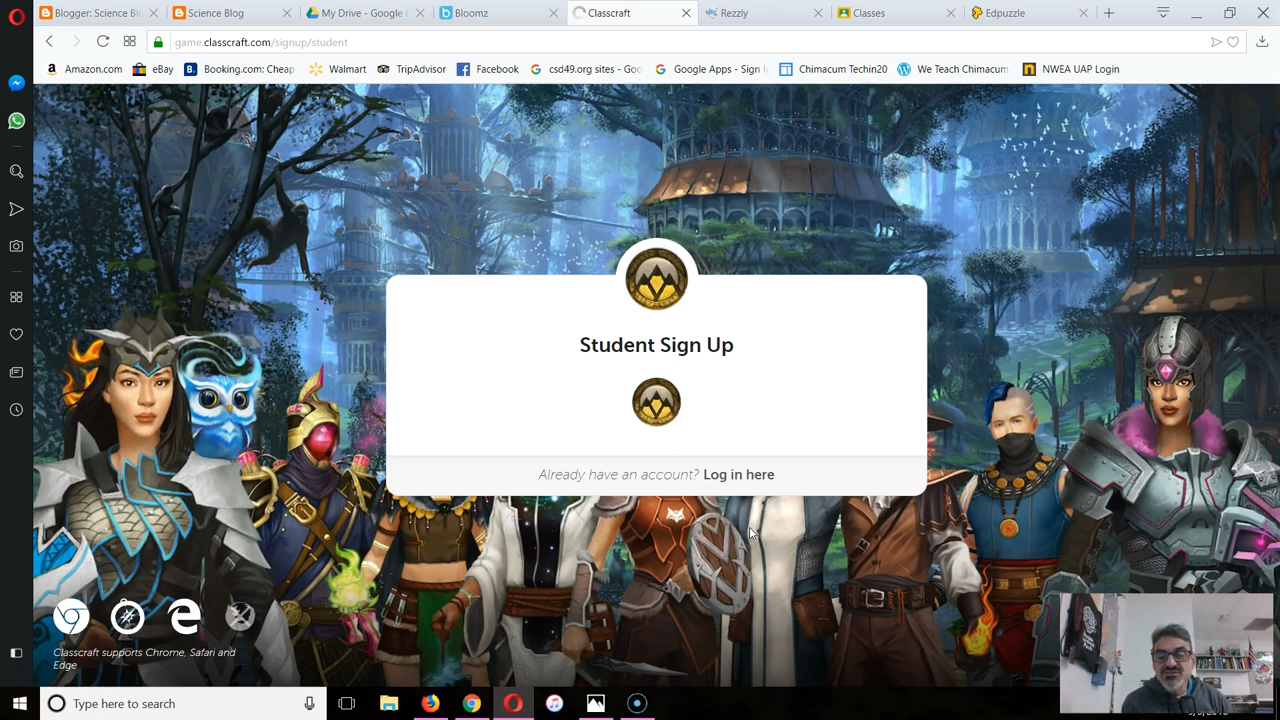 Blogger: Science Bl
Science Blog
My Drive - Google D
Bloomz
Classcraft
Rezzly
Classes
Edpuzzle
game.classcraft.com/signup/student
Amazon.com
eBay
Booking.com: Cheap
Walmart
TripAdvisor
Facebook
csd49.org sites - Goo
Google Apps - Sign i
Chimacum Techin20
We Teach Chimacum
NWEA UAP Login
Student Sign Up
Already have an account? Log in here
Classcraft supports Chrome, Safari and
Edge
Type here to search